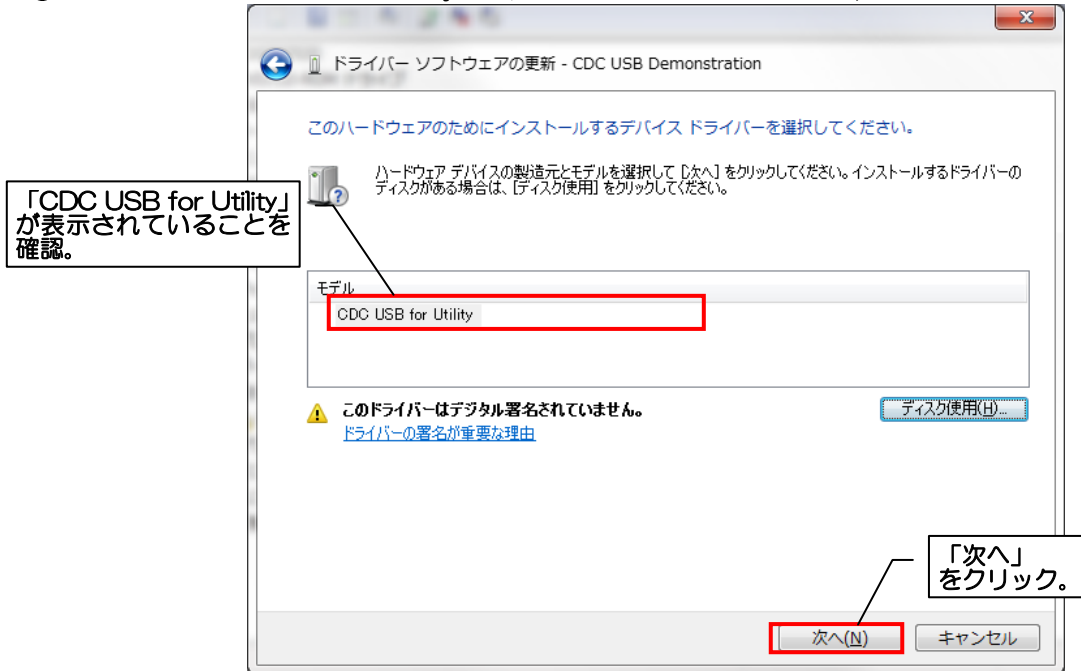 ドライバー ソフトウェアの更新 - CDC USB Demonstration
このハードウェアのためにインストールするデバイス ドライバーを選択してください。
ハードウェア デバイスの製造元とモデルを選択して [次へ] をクリックしてください。インストールするドライバーの
ディスクがある場合は、[ディスク使用] をクリックしてください。
「CDC USB for Utility」
が表示されていることを
確認。
モデル
CDC USB for Utility
このドライバーはデジタル署名されていません。
ディスク使用(H)...
ドライバーの署名が重要な理由
「次へ」
をクリック。
次へ(N)
キャンセル